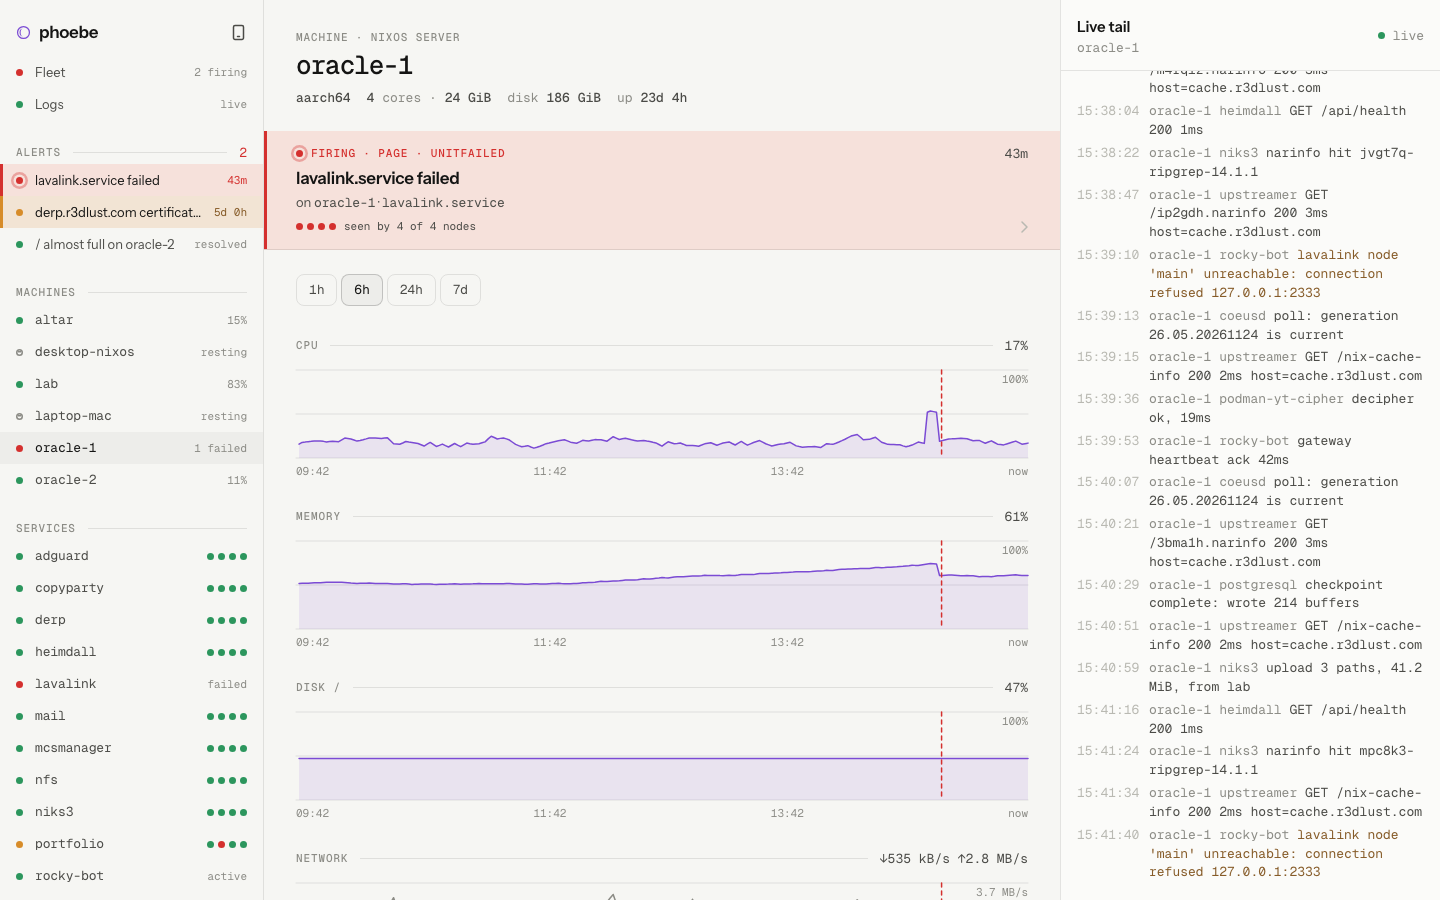 phoebe
Fleet 2 firing
Logs live
ALERTS 2
lavalink.service failed 43m
derp.r3dlust.com certificat… 5d 0h
/ almost full on oracle-2 resolved
MACHINES
altar 15%
desktop-nixos resting
lab 83%
laptop-mac resting
oracle-1 1 failed
oracle-2 11%
SERVICES
adguard
copyparty
derp
heimdall
lavalink failed
mail
mcsmanager
nfs
niks3
portfolio
rocky-bot active
MACHINE · NIXOS SERVER
oracle-1
aarch64 4 cores · 24 GiB disk 186 GiB up 23d 4h
FIRING · PAGE · UNITFAILED 43m
lavalink.service failed
on oracle-1·lavalink.service
seen by 4 of 4 nodes
1h 6h 24h 7d
CPU 17%
100%
09:42 11:42 13:42 now
MEMORY 61%
100%
09:42 11:42 13:42 now
DISK / 47%
100%
09:42 11:42 13:42 now
NETWORK ↓535 kB/s ↑2.8 MB/s
3.7 MB/s
Live tail
oracle-1
live
host=cache.r3dlust.com
15:38:04 oracle-1 heimdall GET /api/health
200 1ms
15:38:22 oracle-1 niks3 narinfo hit jvgt7q-
ripgrep-14.1.1
15:38:47 oracle-1 upstreamer GET
/ip2gdh.narinfo 200 3ms
host=cache.r3dlust.com
15:39:10 oracle-1 rocky-bot lavalink node
'main' unreachable: connection
refused 127.0.0.1:2333
15:39:13 oracle-1 coeusd poll: generation
26.05.20261124 is current
15:39:15 oracle-1 upstreamer GET /nix-cache-
info 200 2ms host=cache.r3dlust.com
15:39:36 oracle-1 podman-yt-cipher decipher
ok, 19ms
15:39:53 oracle-1 rocky-bot gateway
heartbeat ack 42ms
15:40:07 oracle-1 coeusd poll: generation
26.05.20261124 is current
15:40:21 oracle-1 upstreamer GET
/3bma1h.narinfo 200 3ms
host=cache.r3dlust.com
15:40:29 oracle-1 postgresql checkpoint
complete: wrote 214 buffers
15:40:51 oracle-1 upstreamer GET /nix-cache-
info 200 2ms host=cache.r3dlust.com
15:40:59 oracle-1 niks3 upload 3 paths, 41.2
MiB, from lab
15:41:16 oracle-1 heimdall GET /api/health
200 1ms
15:41:24 oracle-1 niks3 narinfo hit mpc8k3-
ripgrep-14.1.1
15:41:34 oracle-1 upstreamer GET /nix-cache-
info 200 2ms host=cache.r3dlust.com
15:41:40 oracle-1 rocky-bot lavalink node
'main' unreachable: connection
refused 127.0.0.1:2333